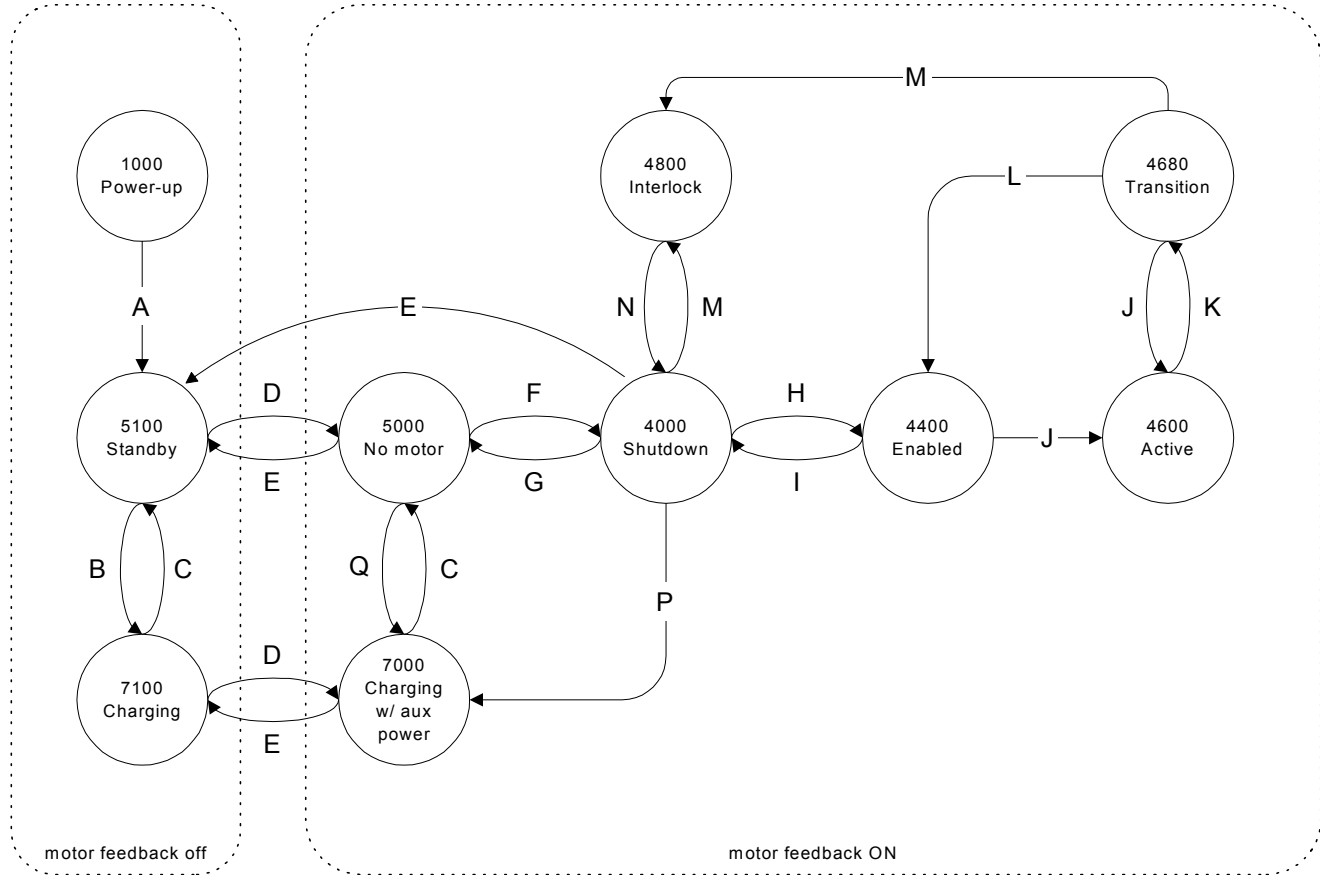 M
1000
Power-up
4800
Interlock
4680
Transition
L
A
E
N
M
J
K
D
F
H
5100
Standby
5000
No motor
4000
Shutdown
4400
Enabled
J
4600
Active
E
G
I
B
C
Q
C
P
D
7100
Charging
7000
Charging
w/ aux
power
E
motor feedback off
motor feedback ON